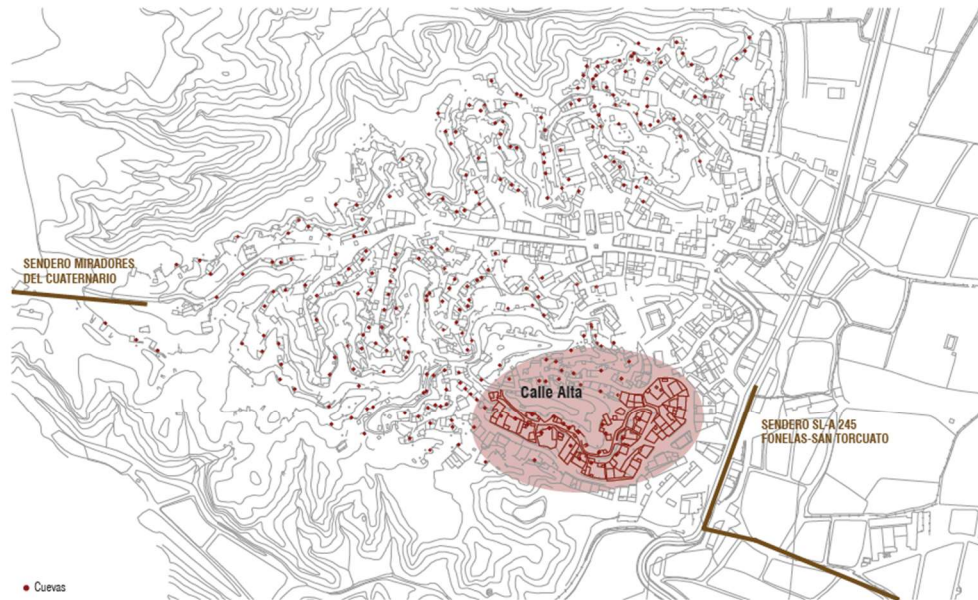 SENDERO MIRADORES
DEL CUATERNARIO
Calle Alta
SENDERO SL-A 245
FONELAS-SAN TORCUATO
Cuevas